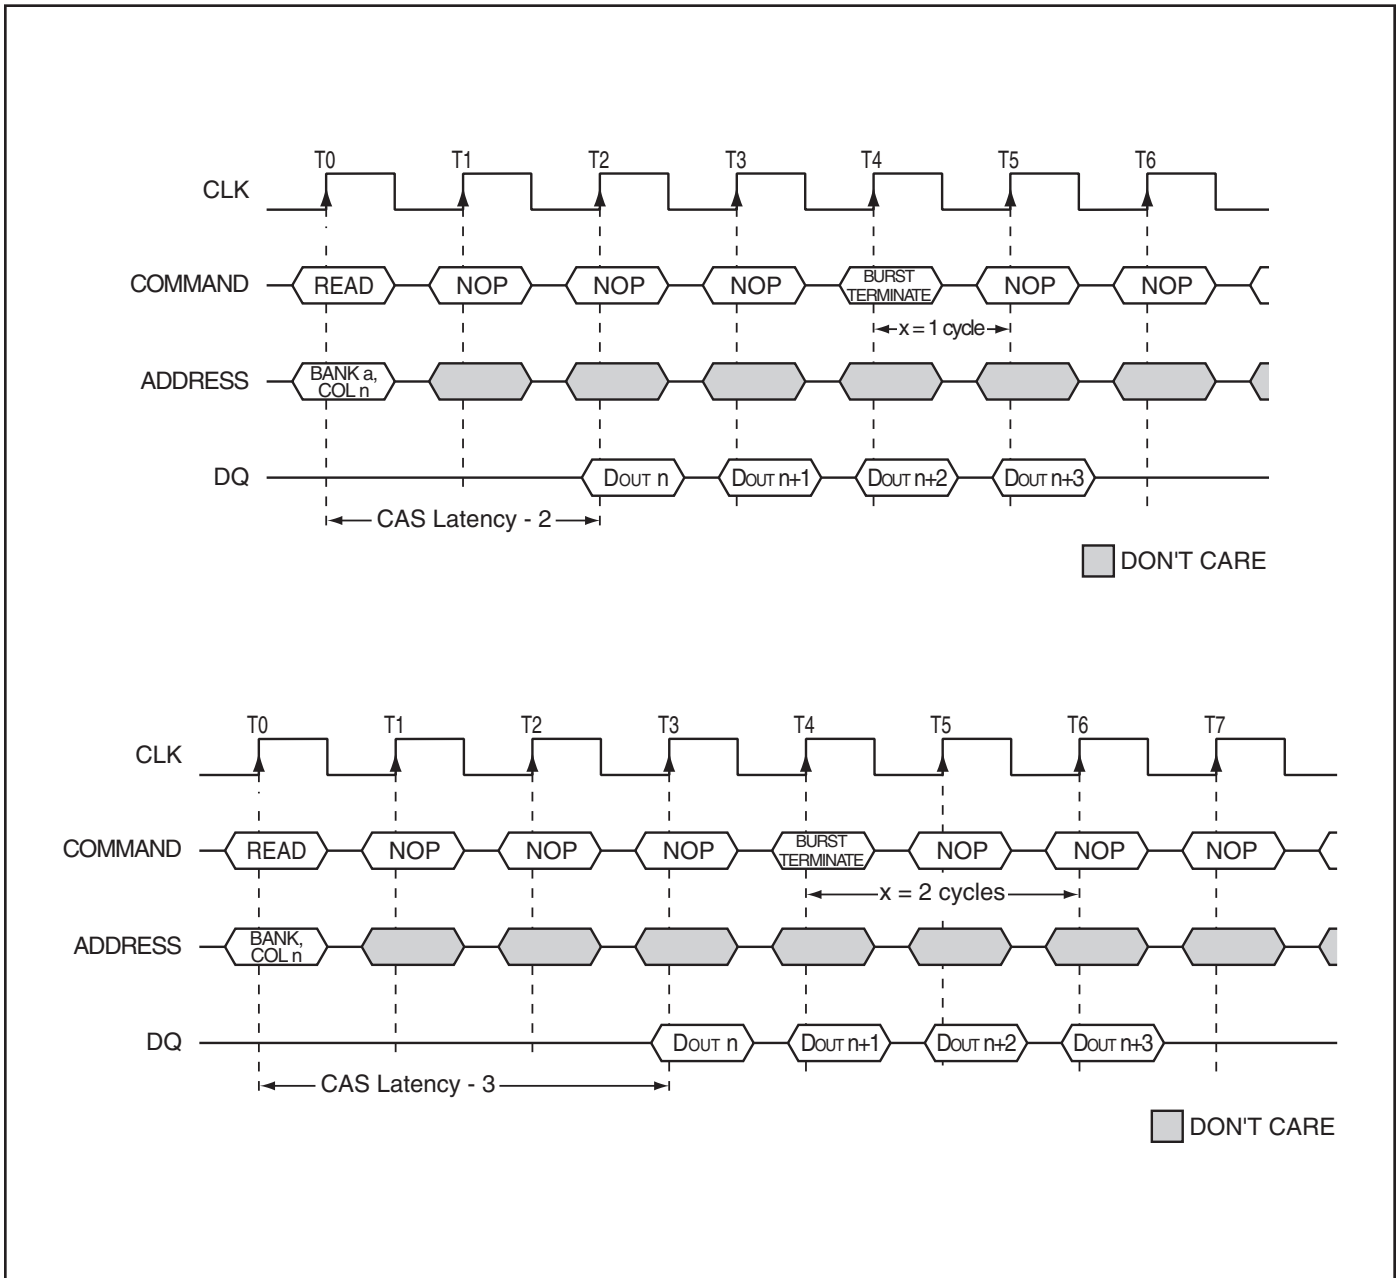 T0 T1 T2 T3 T4 T5 T6
CLK
COMMAND READ NOP NOP NOP BURST TERMINATE NOP NOP
x = 1 cycle
ADDRESS BANK a, COL n
DQ DOUT n DOUT n+1 DOUT n+2 DOUT n+3
CAS Latency - 2
DON'T CARE
T0 T1 T2 T3 T4 T5 T6 T7
CLK
COMMAND READ NOP NOP NOP BURST TERMINATE NOP NOP NOP
x = 2 cycles
ADDRESS BANK, COL n
DQ DOUT n DOUT n+1 DOUT n+2 DOUT n+3
CAS Latency - 3
DON'T CARE